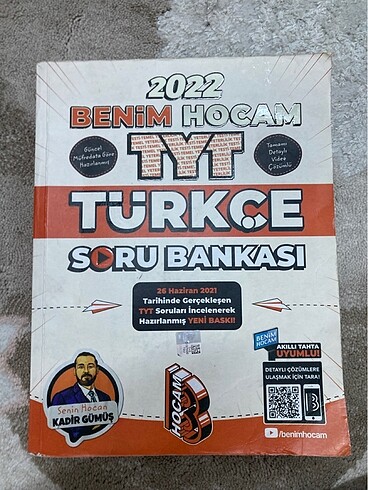 2022
BENİM HOCAM
Güncel
Müfredata Göre
Hazırlanmış
TYT
Tamamı
Detaylı
Video
Çözümlü
TÜRKÇE
SORU BANKASI
26 Haziran 2021
Tarihinde Gerçekleşen
TYT Soruları İncelenerek
Hazırlanmış YENİ BASKI!
BENİM
HOCAM
AKILLI TAHTA
UYUMLU!
DETAYLI ÇÖZÜMLERE
ULAŞMAK İÇİN TARA!
Senin Hocan
KADİR GÜMÜŞ
HOCAM
B
/benimhocam